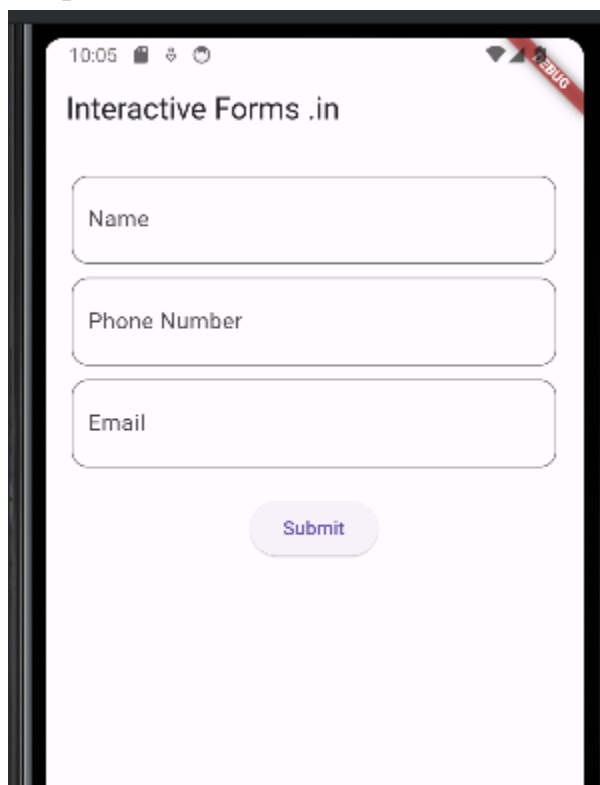 10:05
DEBUG
Interactive Forms .in
Name
Phone Number
Email
Submit